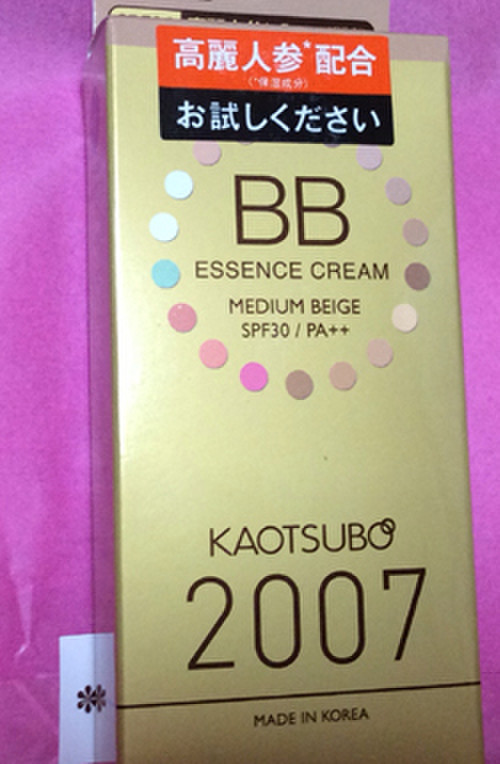 高麗人参*配合
(*保湿成分)
お試しください
BB
ESSENCE CREAM
MEDIUM BEIGE
SPF30 / PA++
KAOTSUBO
2007
MADE IN KOREA